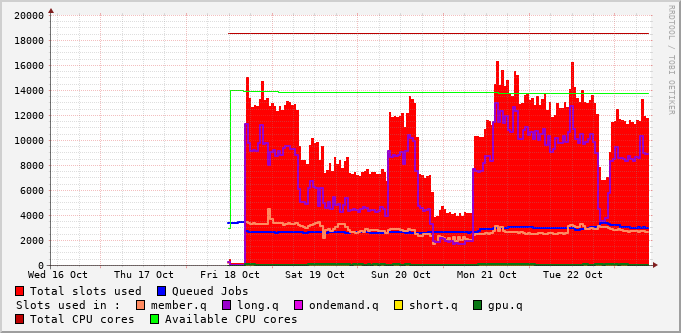 20000
18000
16000
14000
12000
10000
8000
6000
4000
2000
0
Wed 16 Oct Thu 17 Oct Fri 18 Oct Sat 19 Oct Sun 20 Oct Mon 21 Oct Tue 22 Oct
Total slots used Queued Jobs
Slots used in : member.q long.q ondemand.q short.q gpu.q
Total CPU cores Available CPU cores
RRDTOOL / TOBI OETIKER